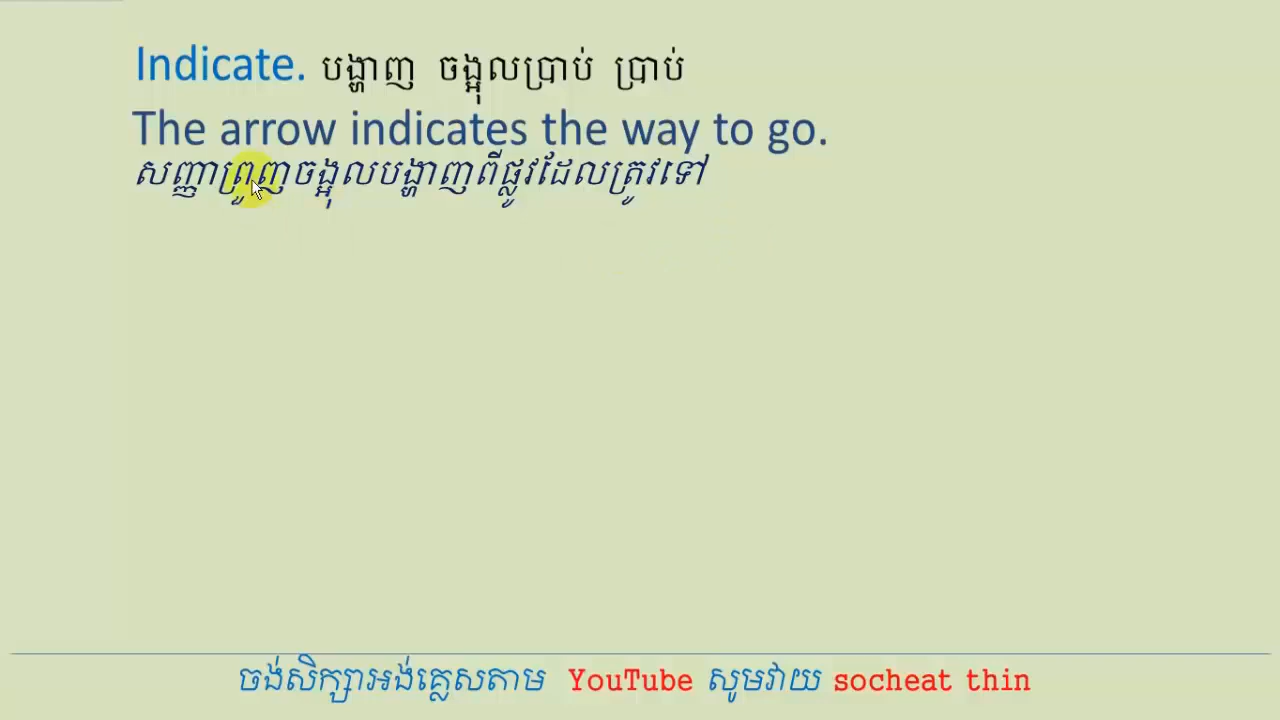 Indicate. បង្ហាញ ចង្អុលប្រាប់ ប្រាប់
The arrow indicates the way to go.
សញ្ញាព្រួញចង្អុលបង្ហាញពីផ្លូវដែលត្រូវទៅ
ចង់សិក្សាអង់គ្លេសតាម YouTube សូមវាយ socheat thin